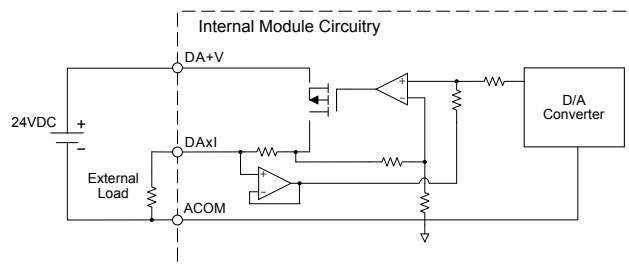 Internal Module Circuitry
DA+V
+
−
D/A
Converter
24VDC
+
−
DAxI
External
Load
+
−
ACOM